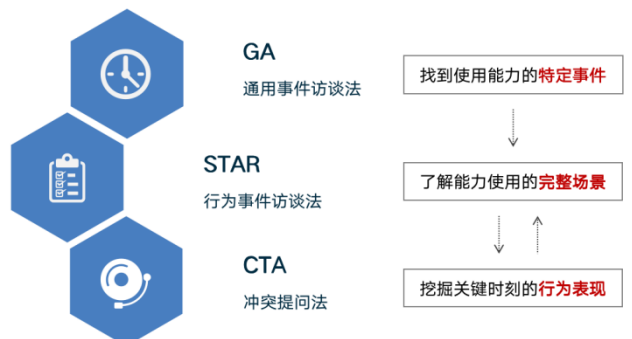 GA
通用事件访谈法
找到使用能力的特定事件
STAR
行为事件访谈法
了解能力使用的完整场景
CTA
冲突提问法
挖掘关键时刻的行为表现